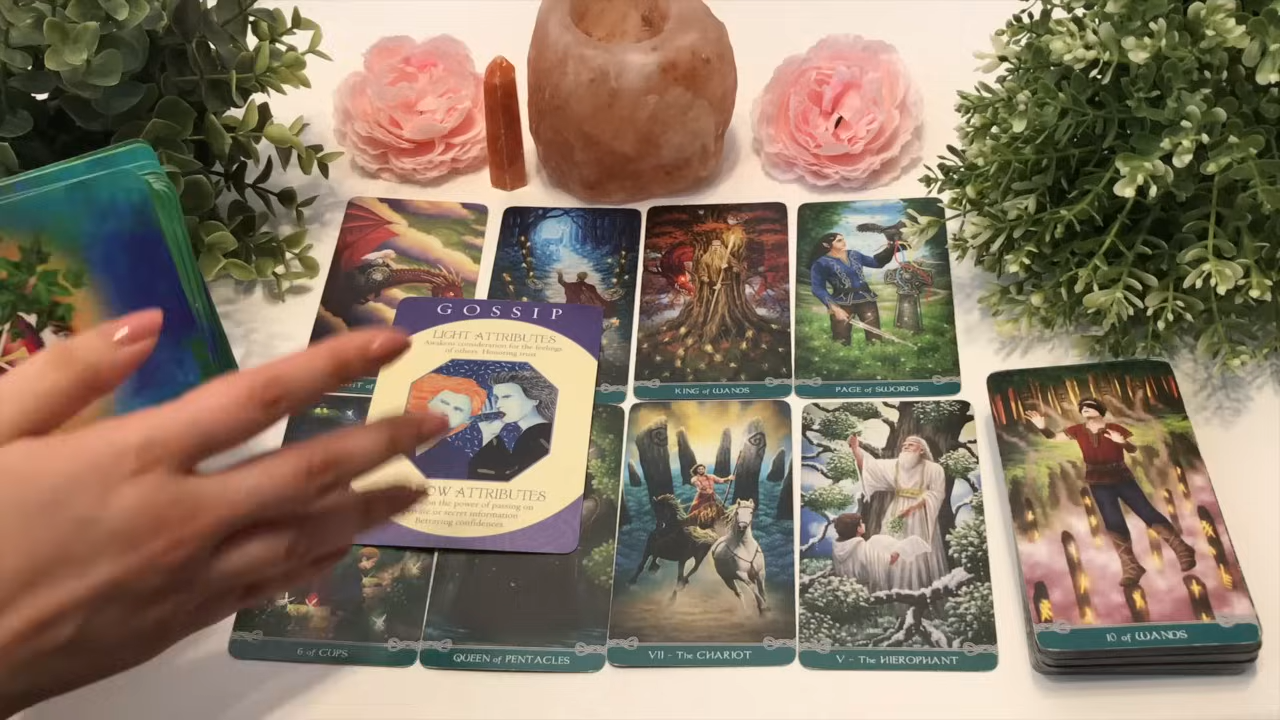 GOSSIP
LIGHT ATTRIBUTES
Awakens consideration for the feelings
of others. Honoring trust
OW ATTRIBUTES
on the power of passing on
or secret information
Betraying confidences
KING of WANDS
PAGE of SWORDS
6 of CUPS
QUEEN of PENTACLES
VII - The CHARIOT
V - The HIEROPHANT
10 of WANDS